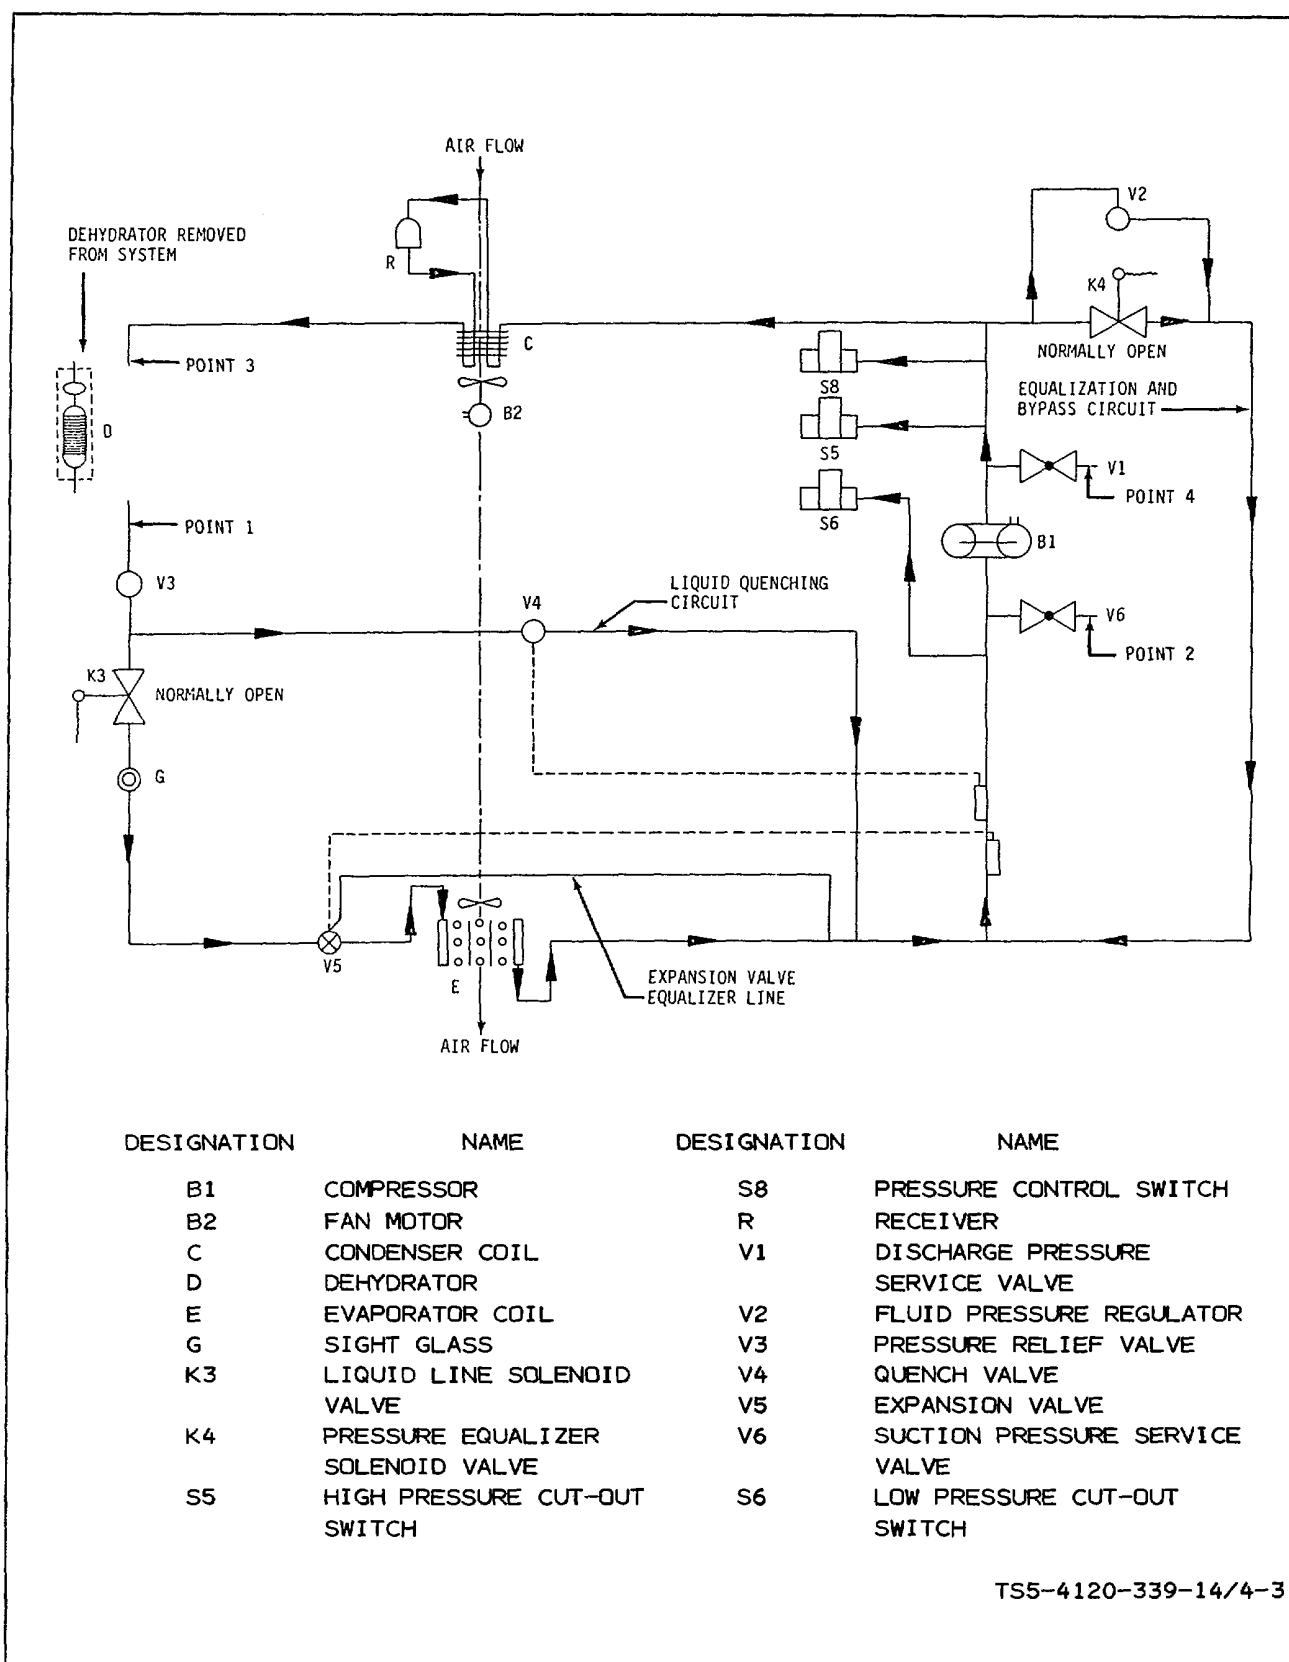 AIR FLOW
V2
DEHYDRATOR REMOVED
FROM SYSTEM
R
K4
POINT 3
C
NORMALLY OPEN
S8
EQUALIZATION AND
BYPASS CIRCUIT
B2
D
S5
V1
POINT 4
POINT 1
S6
B1
V3
LIQUID QUENCHING
CIRCUIT
V4
V6
POINT 2
K3
NORMALLY OPEN
G
V5
E
EXPANSION VALVE
EQUALIZER LINE
AIR FLOW
DESIGNATION NAME DESIGNATION NAME
B1 COMPRESSOR S8 PRESSURE CONTROL SWITCH
B2 FAN MOTOR R RECEIVER
C CONDENSER COIL V1 DISCHARGE PRESSURE
D DEHYDRATOR SERVICE VALVE
E EVAPORATOR COIL V2 FLUID PRESSURE REGULATOR
G SIGHT GLASS V3 PRESSURE RELIEF VALVE
K3 LIQUID LINE SOLENOID V4 QUENCH VALVE
VALVE V5 EXPANSION VALVE
K4 PRESSURE EQUALIZER V6 SUCTION PRESSURE SERVICE
SOLENOID VALVE VALVE
S5 HIGH PRESSURE CUT-OUT S6 LOW PRESSURE CUT-OUT
SWITCH SWITCH
TS5-4120-339-14/4-3